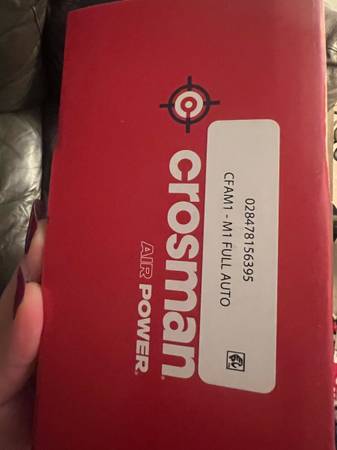 crosman
AIR POWER
028478156395
CFAM1 - M1 FULL AUTO